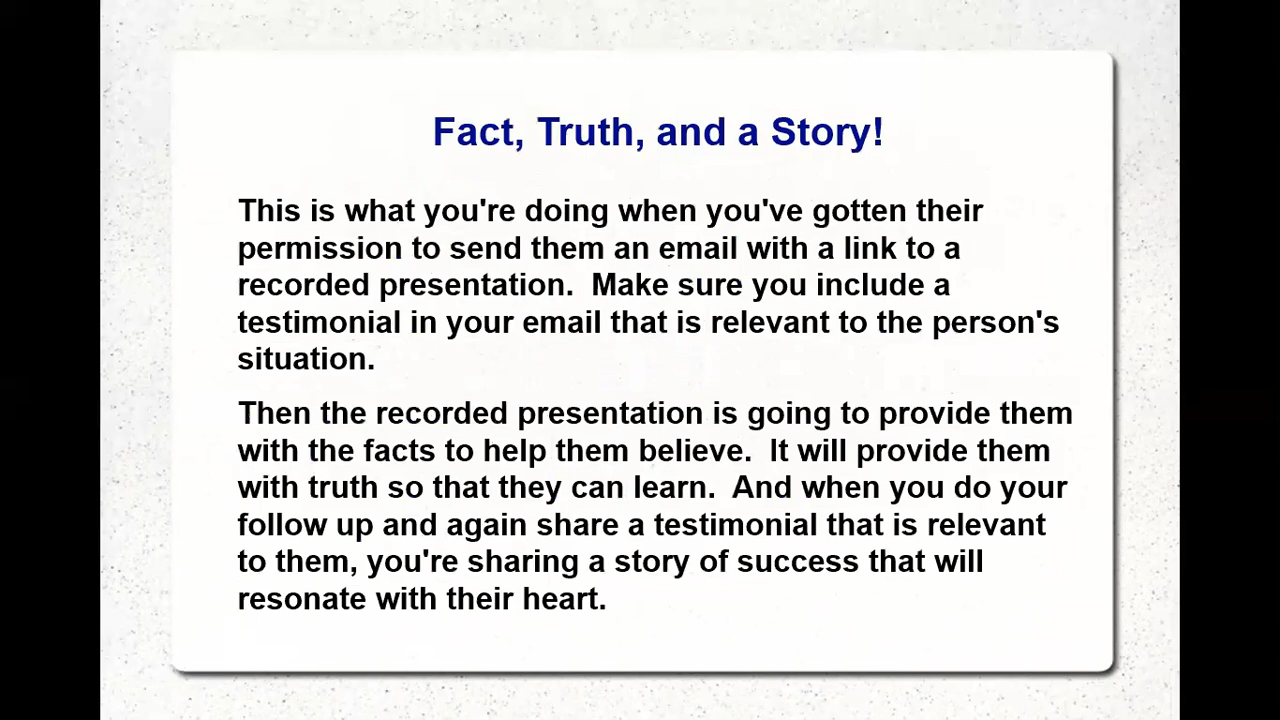 Fact, Truth, and a Story!
This is what you're doing when you've gotten their
permission to send them an email with a link to a
recorded presentation.  Make sure you include a
testimonial in your email that is relevant to the person's
situation.
Then the recorded presentation is going to provide them
with the facts to help them believe.  It will provide them
with truth so that they can learn.  And when you do your
follow up and again share a testimonial that is relevant
to them, you're sharing a story of success that will
resonate with their heart.